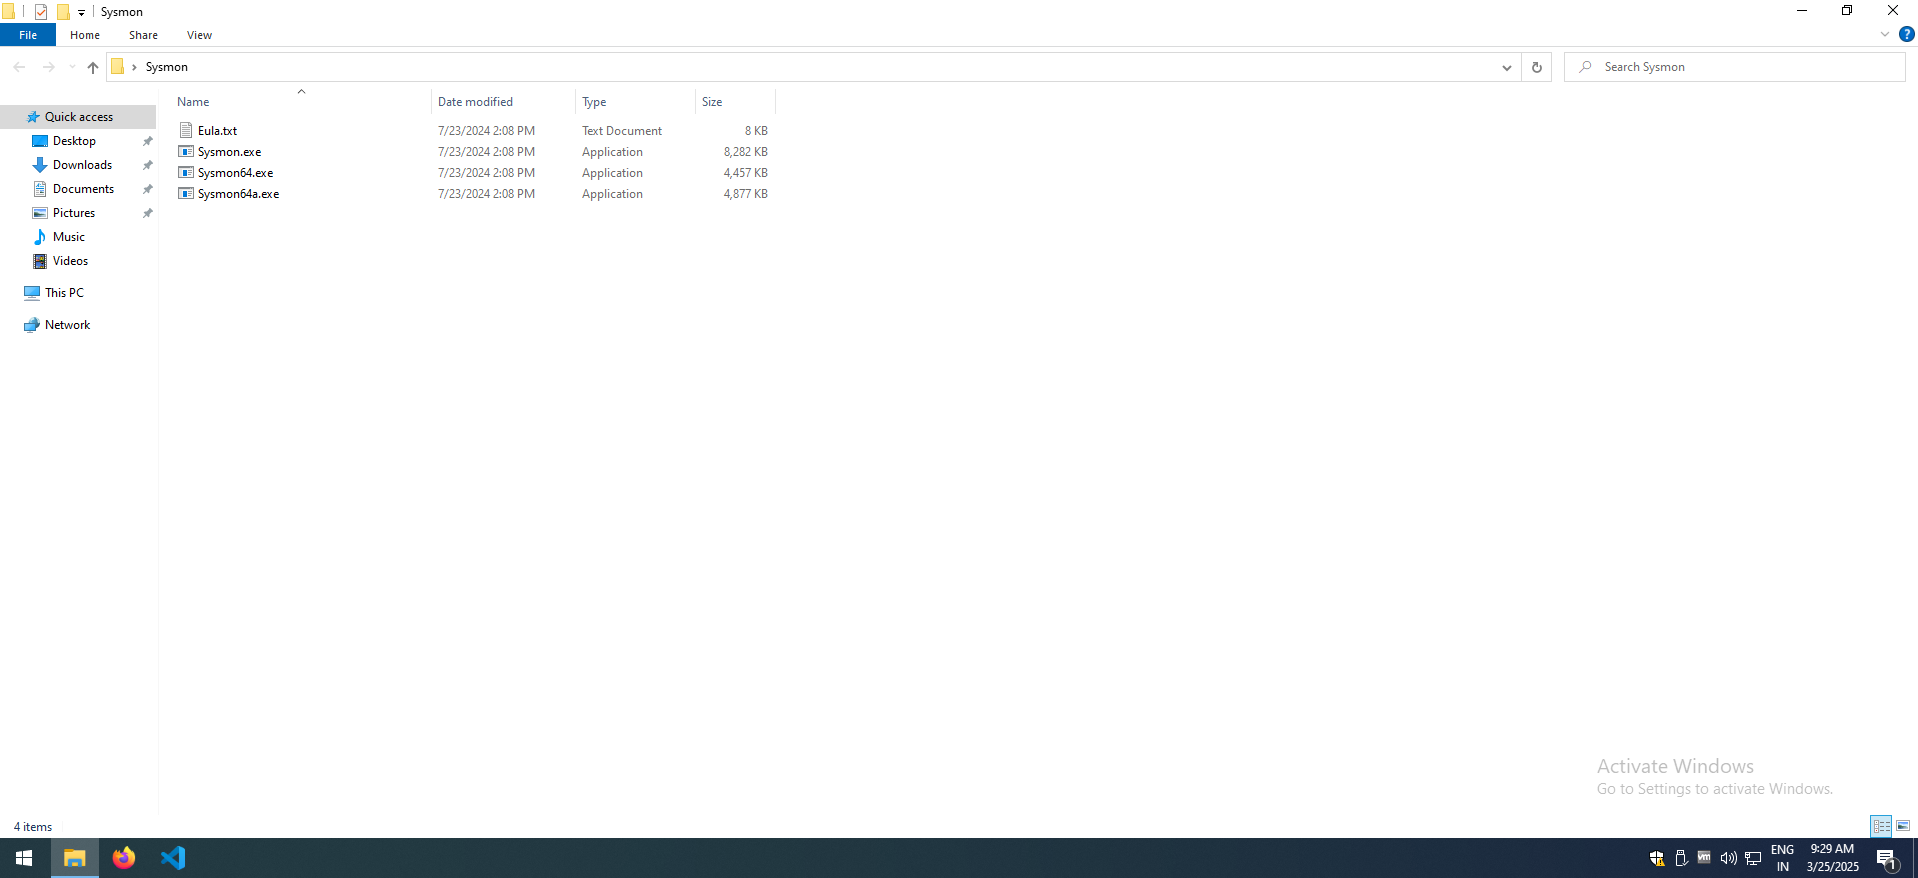 Sysmon
File Home Share View
Sysmon
Search Sysmon
Name Date modified Type Size
Quick access
Desktop
Downloads
Documents
Pictures
Music
Videos
This PC
Network
Eula.txt 7/23/2024 2:08 PM Text Document 8 KB
Sysmon.exe 7/23/2024 2:08 PM Application 8,282 KB
Sysmon64.exe 7/23/2024 2:08 PM Application 4,457 KB
Sysmon64a.exe 7/23/2024 2:08 PM Application 4,877 KB
Activate Windows
Go to Settings to activate Windows.
4 items
vm
ENG
IN
9:29 AM
3/25/2025
1